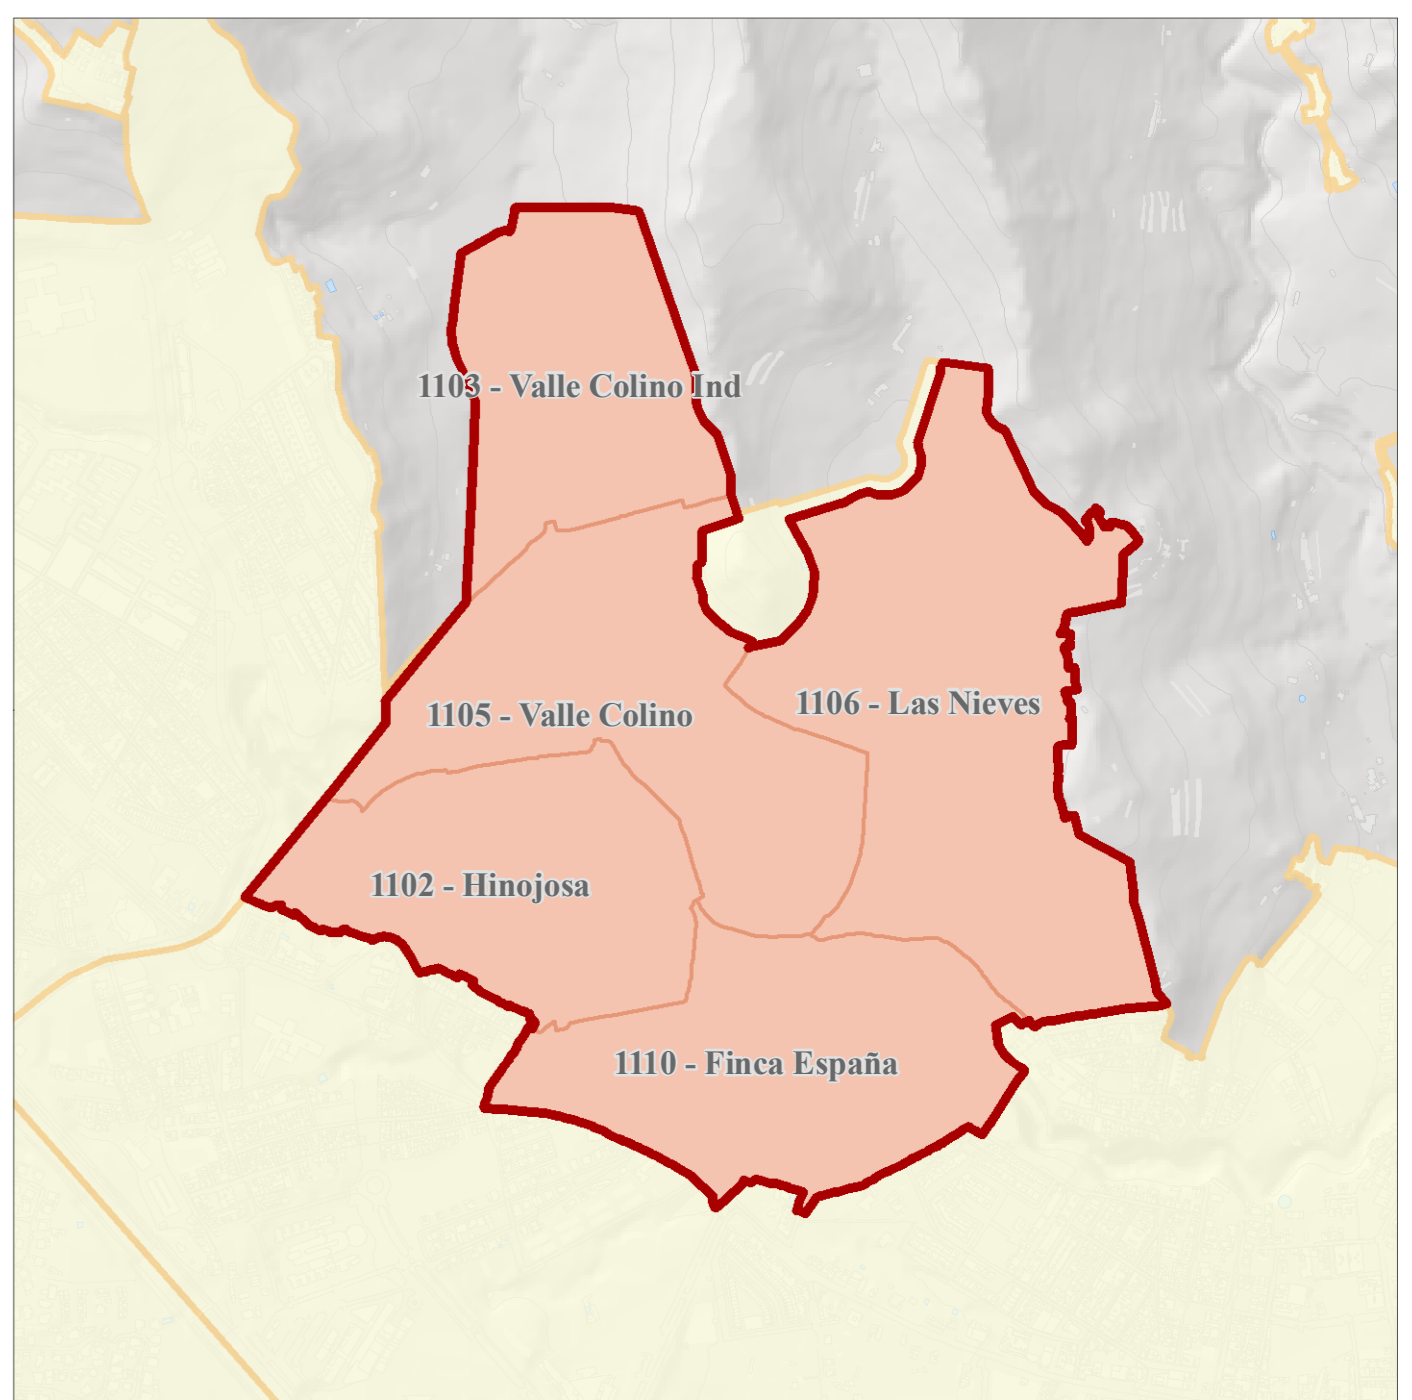 1103 - Valle Colino Ind
1106 - Las Nieves
1105 - Valle Colino
1102 - Hinojosa
1110 - Finca España